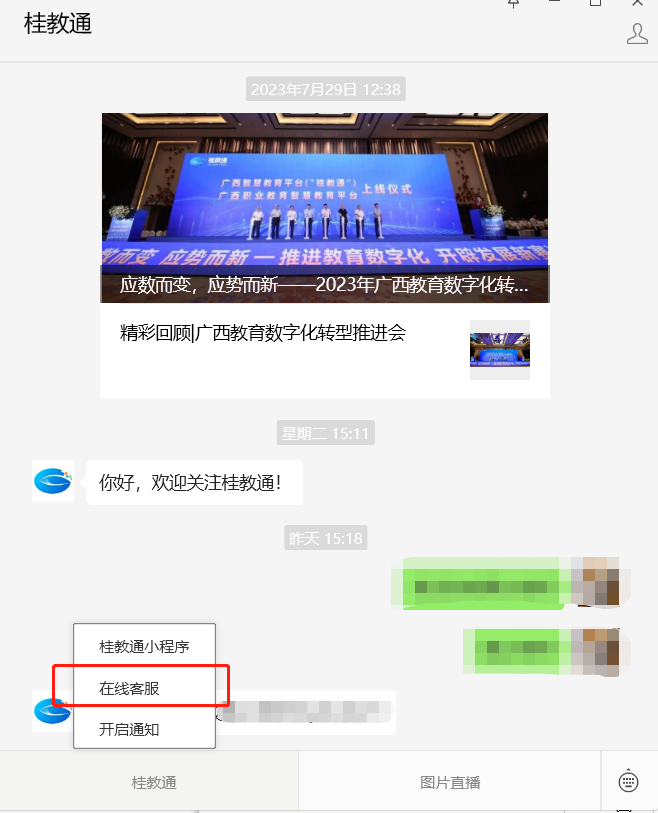 桂教通
2023年7月29日 12:38
桂教通
广西智慧教育平台("桂教通")
广西职业教育智慧教育平台
上线仪式
数而变 应势而新 — 推进教育数字化 开辟发展新
应数而变，应势而新——2023年广西教育数字化转...
精彩回顾|广西教育数字化转型推进会
星期二 15:11
你好，欢迎关注桂教通！
昨天 15:18
桂教通小程序
在线客服
开启通知
桂教通
图片直播